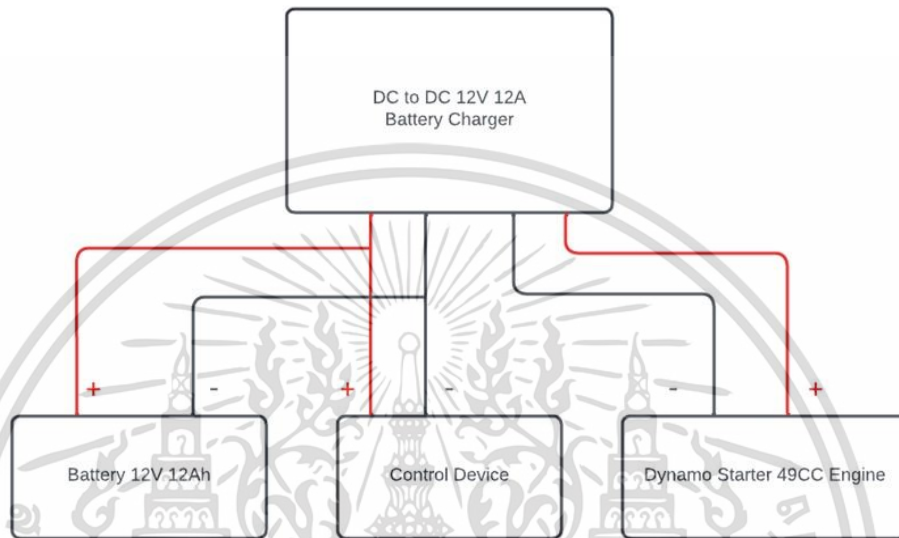 DC to DC 12V 12A
Battery Charger
+
-
+
-
-
+
Battery 12V 12Ah
Control Device
Dynamo Starter 49CC Engine